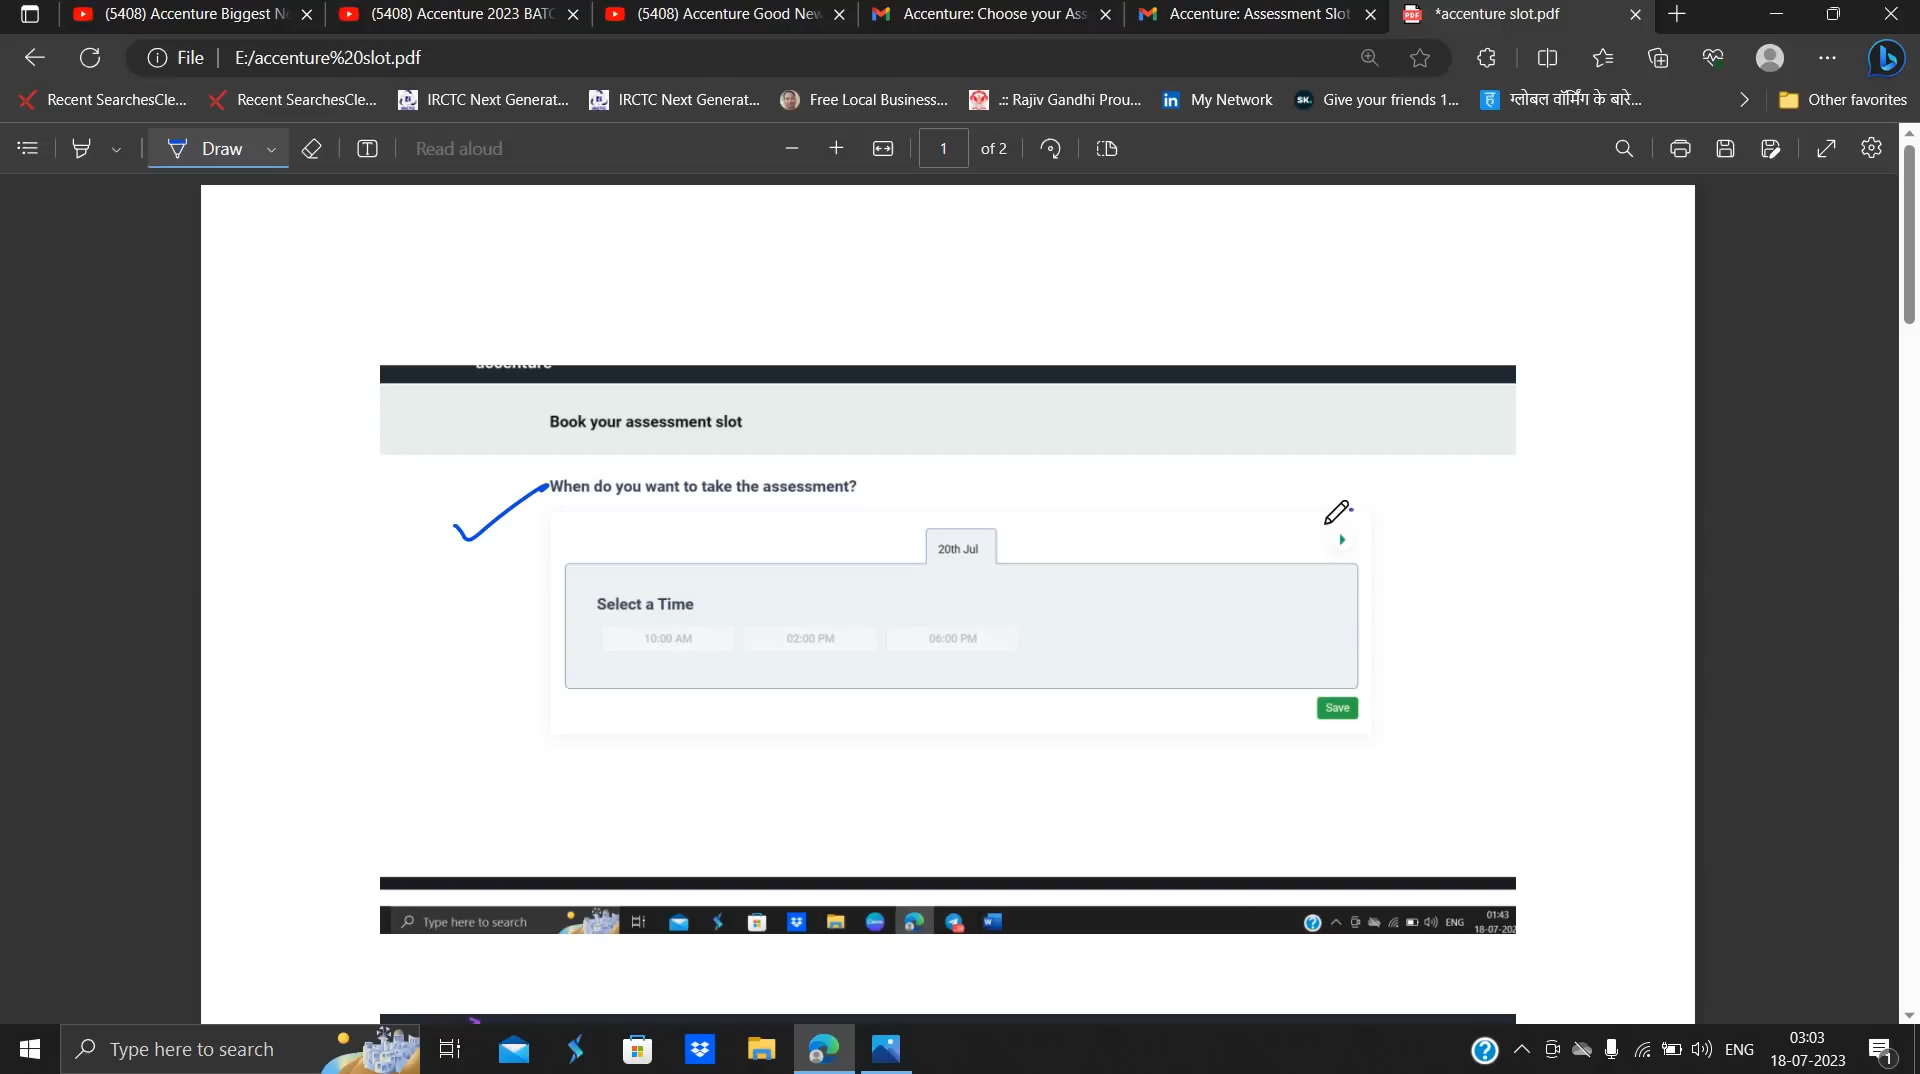 (5408) Accenture Biggest N
(5408) Accenture 2023 BATC
(5408) Accenture Good New
Accenture: Choose your Ass
Accenture: Assessment Slot
*accenture slot.pdf
File
E:/accenture%20slot.pdf
Recent SearchesCle...
Recent SearchesCle...
IRCTC Next Generat...
IRCTC Next Generat...
Free Local Business...
.:: Rajiv Gandhi Prou...
My Network
Give your friends 1...
ग्लोबल वॉर्मिंग के बारे...
Other favorites
Draw
Read aloud
1
of 2
accenture
Book your assessment slot
When do you want to take the assessment?
20th Jul
Select a Time
10:00 AM
02:00 PM
06:00 PM
Save
Type here to search
ENG
01:43
18-07-202
Type here to search
ENG
03:03
18-07-2023
1